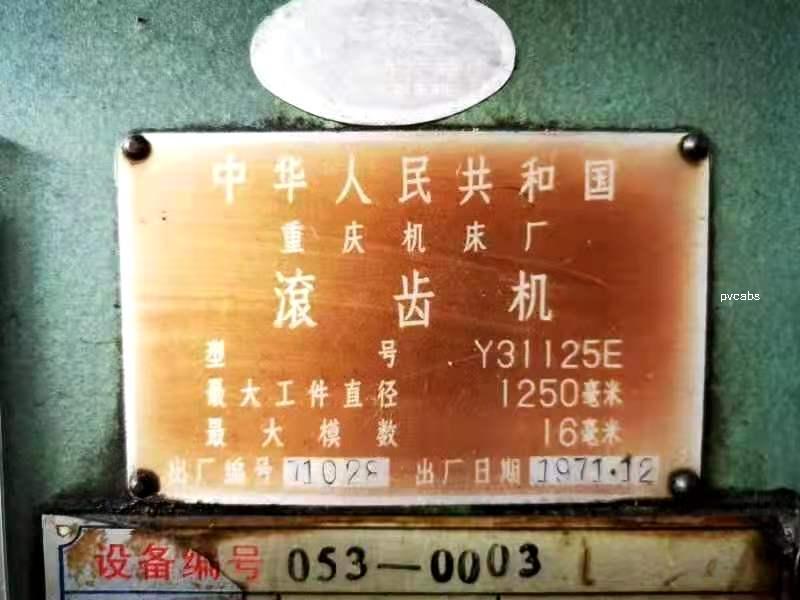 中华人民共和国
重庆机床厂
滚齿机
型号 Y31125E
最大工件直径 1250毫米
最大模数 16毫米
出厂编号 71028 出厂日期 1971·12
pvcabs
设备编号 053-0003